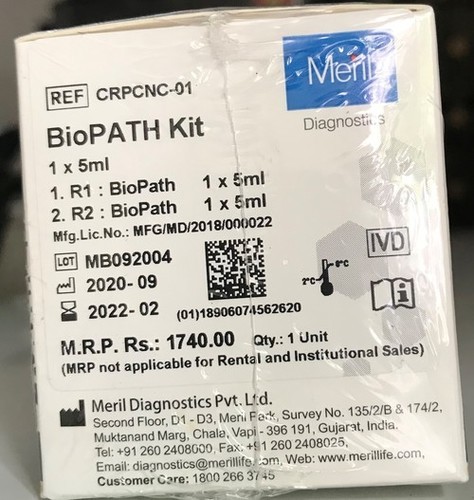 REF CRPCNC-01
Meril
Diagnostics
BioPATH Kit
1 x 5ml
1. R1 : BioPath 1 x 5ml
2. R2 : BioPath 1 x 5ml
Mfg.Lic.No.: MFG/MD/2018/000022
LOT MB092004
2020-09
2022-02
(01)18906074562620
2°C 8°C
IVD
M.R.P. Rs.: 1740.00 Qty.: 1 Unit
(MRP not applicable for Rental and Institutional Sales)
Meril Diagnostics Pvt. Ltd.
Second Floor, D1 - D3, Meril Park, Survey No. 135/2/B & 174/2,
Muktanand Marg, Chala, Vapi - 396 191, Gujarat, India.
Tel: +91 260 2408000, Fax: +91 260 2408025,
Email: diagnostics@merillife.com, Web: www.merillife.com,
Customer Care: 1800 266 3745